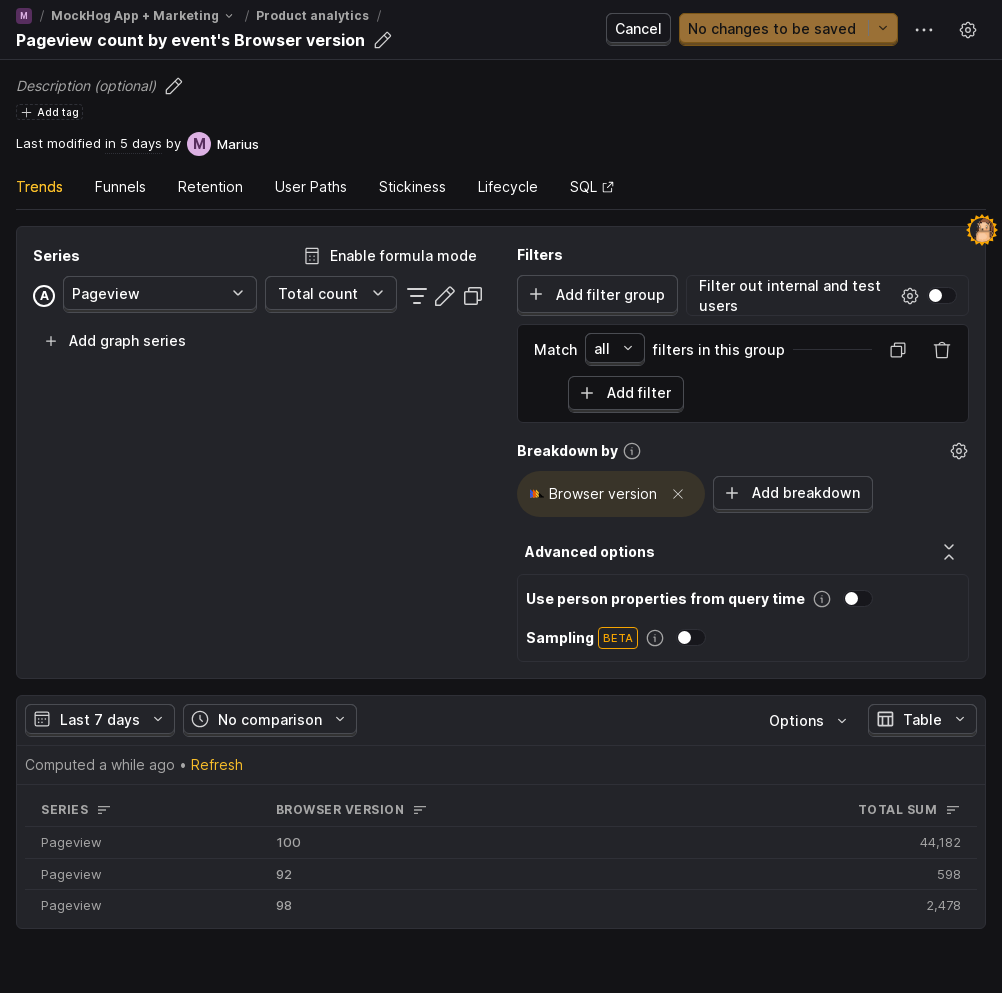 M / MockHog App + Marketing / Product analytics /
Pageview count by event's Browser version
Cancel
No changes to be saved
Description (optional)
Add tag
Last modified in 5 days by M Marius
Trends Funnels Retention User Paths Stickiness Lifecycle SQL
Series
Enable formula mode
A Pageview Total count
Add graph series
Filters
Add filter group
Filter out internal and test
users
Match all filters in this group
Add filter
Breakdown by
Browser version
Add breakdown
Advanced options
Use person properties from query time
Sampling BETA
Last 7 days No comparison Options Table
Computed a while ago • Refresh
SERIES BROWSER VERSION TOTAL SUM
Pageview 100 44,182
Pageview 92 598
Pageview 98 2,478